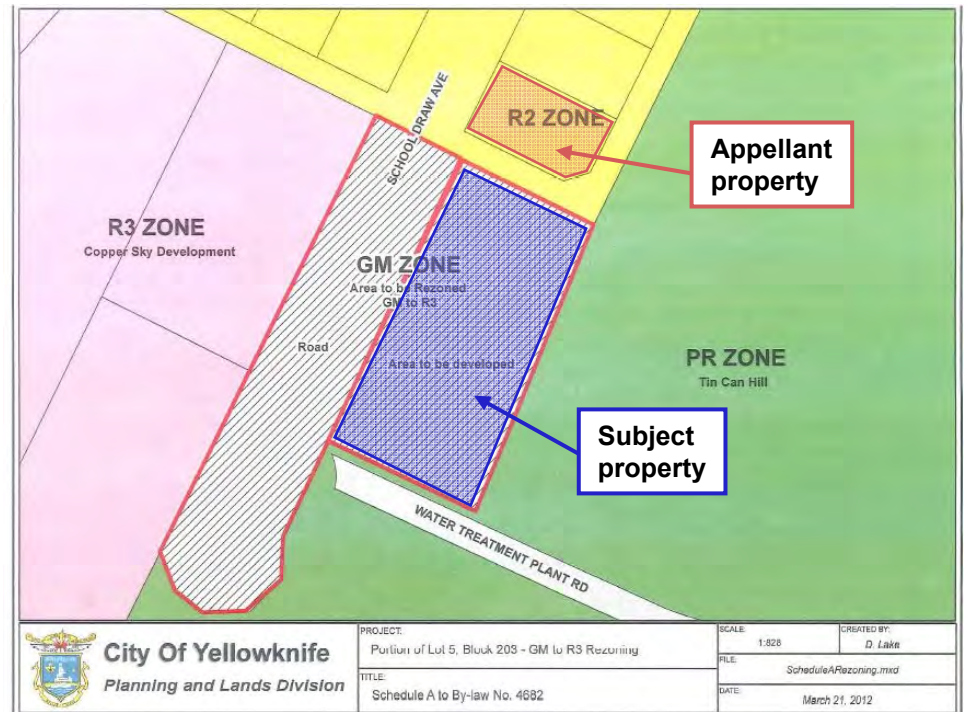 SCHOOL DRAW AVE
R2 ZONE
Appellant
property
R3 ZONE
Copper Sky Development
GM ZONE
Area to be Rezoned
GM to R3
Road
Area to be developed
PR ZONE
Tin Can Hill
Subject
property
WATER TREATMENT PLANT RD
City Of Yellowknife
Planning and Lands Division
PROJECT:
Portion of Lot 5, Block 203 - GM to R3 Rezoning
TITLE:
Schedule A to By-law No. 4682
SCALE:
1:828
CREATED BY:
D. Lake
FILE:
ScheduleARezoning.mxd
DATE:
March 21, 2012